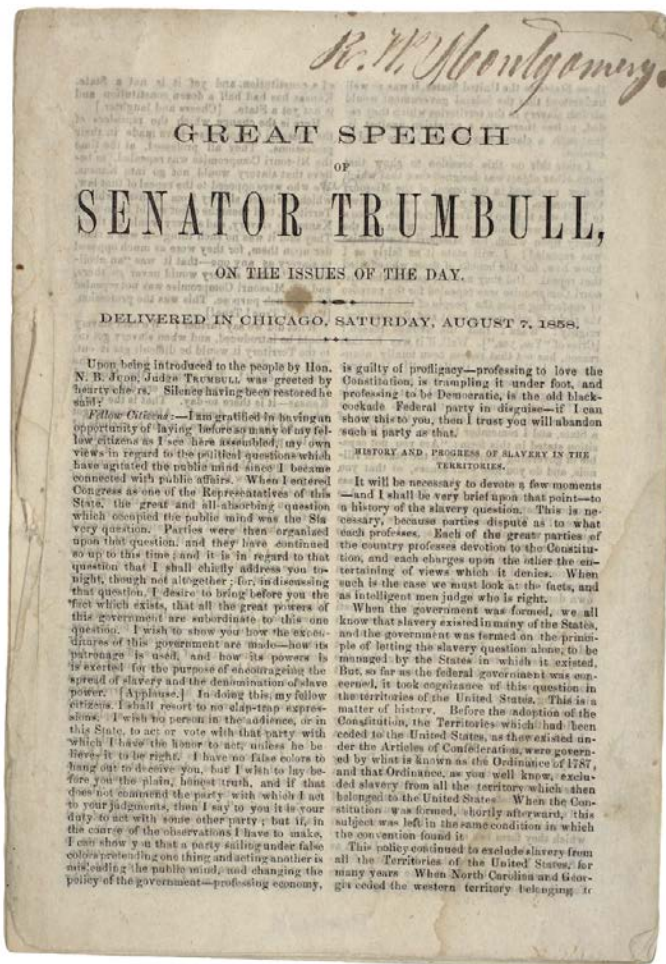 R. W. Montgomery
GREAT SPEECH
OF
SENATOR TRUMBULL,
ON THE ISSUES OF THE DAY.
DELIVERED IN CHICAGO, SATURDAY, AUGUST 7, 1858.
Upon being introduced to the people by Hon.
N. B. JUDD, Judge TRUMBULL was greeted by
hearty cheers. Silence having been restored he
said:
Fellow Citizens:—I am gratified in having an
opportunity of laying before so many of my fel-
low citizens as I see here assembled, my own
views in regard to the political questions which
have agitated the public mind since I became
connected with public affairs. When I entered
Congress as one of the Representatives of this
State, the great and all-absorbing question
which occupied the public mind was the Sla
very question. Parties were then organized
upon that question, and they have continued
so up to this time; and it is in regard to that
question that I shall chiefly address you to-
night, though not altogether; for, in discussing
that question, I desire to bring before you the
fact which exists, that all the great powers of
this government are subordinate to this one
question. I wish to show you how the expen-
ditures of this government are made—how its
patronage is used, and how its powers is
is exerted for the purpose of encourageing the
spread of slavery and the denomination of slave
power. [Applause.] In doing this, my fellow
citizens, I shall resort to no clap-trap expres-
sions. I wish no person in the audience, or in
this State, to act or vote with that party with
which I have the honor to act, unless he be
lieves it to be right. I have no false colors to
hang out to deceive you, but I wish to lay be-
fore you the plain, honest truth, and if that
does not commend the party with which I act
to your judgments, then I say to you it is your
duty to act with some other party; but if, in
the course of the observations I have to make,
I can show you that a party sailing under false
colors pretending one thing and acting another is
misleading the public mind, and changing the
policy of the government—professing economy,
is guilty of profligacy—professing to love the
Constitution, is trampling it under foot, and
professing to be Democratic, is the old black-
cockade Federal party in disguise—if I can
show this to you, then I trust you will abandon
such a party as that.
HISTORY AND PROGRESS OF SLAVERY IN THE
TERRITORIES.
It will be necessary to devote a few moments
—and I shall be very brief upon that point—to
a history of the slavery question. This is ne-
cessary, because parties dispute as to what
each professes. Each of the great parties of
the country professes devotion to the Constitu-
tion, and each charges upon the other the en-
tertaining of views which it denies. When
such is the case we must look at the facts, and
as intelligent men judge who is right.
When the government was formed, we all
know that slavery existed in many of the States,
and the government was formed on the princi-
ple of letting the slavery question alone, to be
managed by the States in which it existed.
But, so far as the federal government was con-
cerned, it took cognizance of this question in
the territories of the United States. This is a
matter of history. Before the adoption of the
Constitution, the Territories which had been
ceded to the United States, as they existed un-
der the Articles of Confederation, were govern-
ed by what is known as the Ordinance of 1787,
and that Ordinance, as you well know, exclu-
ded slavery from all the territory which then
belonged to the United States. When the Con-
stitution was formed, shortly afterward, this
subject was left in the same condition in which
the convention found it
This policy continued to exclude slavery from
all the Territories of the United States, for
many years When North Carolina and Geor-
gia ceded the western territory belonging to